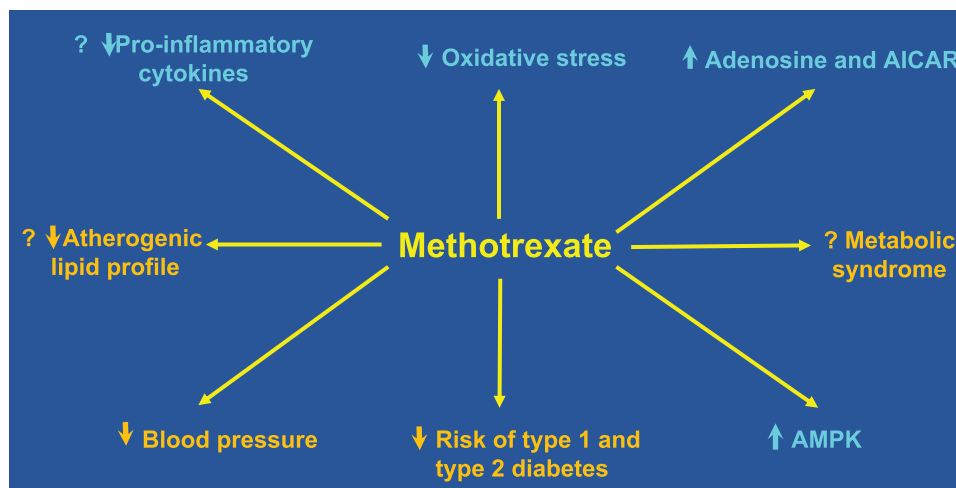 ? ↓Pro-inflammatory
cytokines
↓ Oxidative stress
↑ Adenosine and AICAR
? ↓Atherogenic
lipid profile
Methotrexate
? Metabolic
syndrome
↓ Blood pressure
↓ Risk of type 1 and
type 2 diabetes
↑ AMPK